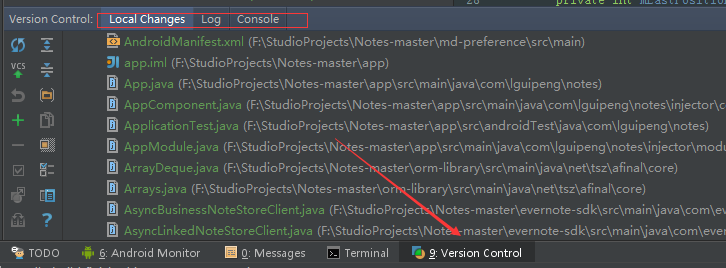 28 private int mLastPosition
Version Control: Local Changes Log Console
AndroidManifest.xml (F:\StudioProjects\Notes-master\md-preference\src\main)
app.iml (F:\StudioProjects\Notes-master\app)
App.java (F:\StudioProjects\Notes-master\app\src\main\java\com\lguipeng\notes)
AppComponent.java (F:\StudioProjects\Notes-master\app\src\main\java\com\lguipeng\notes\injector\c
ApplicationTest.java (F:\StudioProjects\Notes-master\app\src\androidTest\java\com\lguipeng\notes)
AppModule.java (F:\StudioProjects\Notes-master\app\src\main\java\com\lguipeng\notes\injector\modu
ArrayDeque.java (F:\StudioProjects\Notes-master\orm-library\src\main\java\net\tsz\afinal\core)
Arrays.java (F:\StudioProjects\Notes-master\orm-library\src\main\java\net\tsz\afinal\core)
AsyncBusinessNoteStoreClient.java (F:\StudioProjects\Notes-master\evernote-sdk\src\main\java\com\ever
AsyncLinkedNoteStoreClient.java (F:\StudioProjects\Notes-master\evernote-sdk\src\main\java\com\everno
VCS
TODO 6: Android Monitor 0: Messages Terminal 9: Version Control